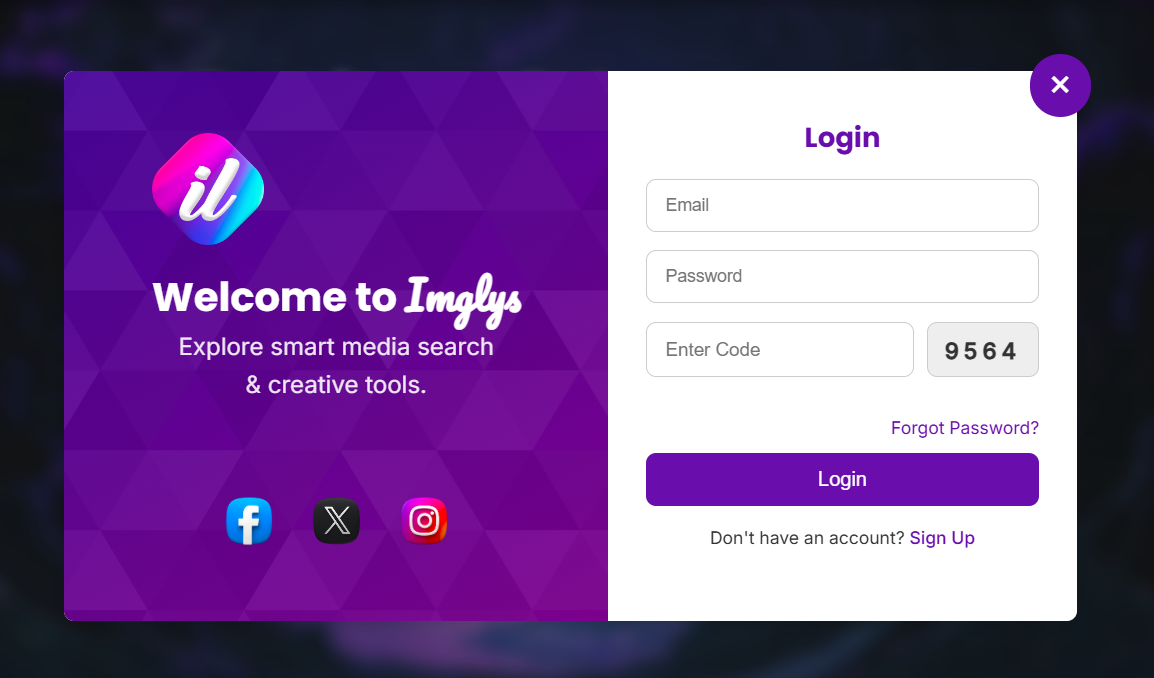 il
Welcome to Imglys
Explore smart media search
& creative tools.
Login
Email
Password
Enter Code
9564
Forgot Password?
Login
Don't have an account? Sign Up